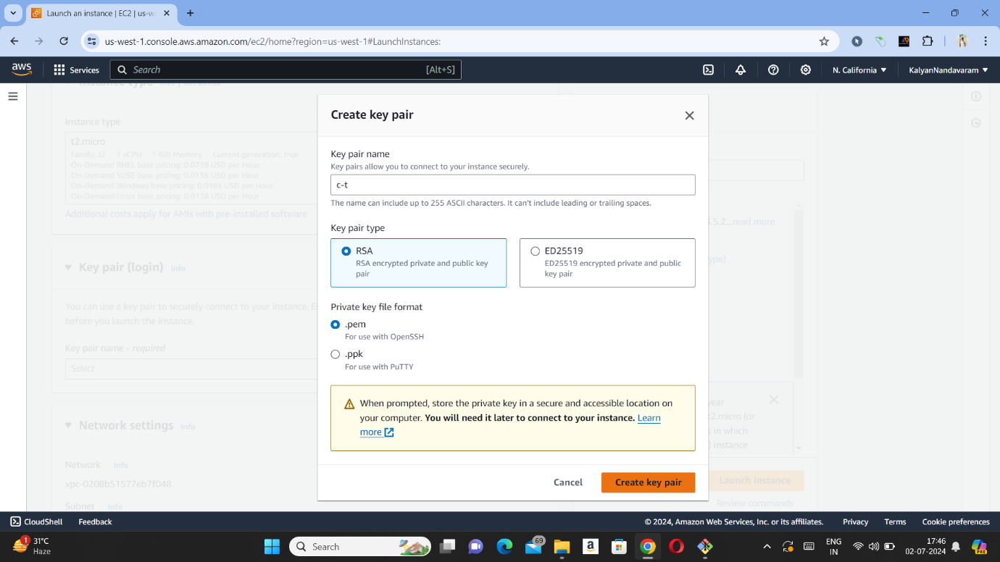 Launch an instance | EC2 | us-w
us-west-1.console.aws.amazon.com/ec2/home?region=us-west-1#LaunchInstances:
aws
Services
Search
[Alt+S]
N. California
KalyanNandavaram
Instance type
t2.micro
Family: t2 1 vCPU 1 GiB Memory Current generation: true
On-Demand RHEL base pricing: 0.0738 USD per Hour
On-Demand SUSE base pricing: 0.0138 USD per Hour
On-Demand Windows base pricing: 0.0184 USD per Hour
On-Demand Linux base pricing: 0.0138 USD per Hour
Additional costs apply for AMIs with pre-installed software
Key pair (login) Info
You can use a key pair to securely connect to your instance.
before you launch the instance.
Key pair name - required
Select
Network settings Info
Network Info
vpc-0208b51577eb7f048
Subnet Info
Create key pair
Key pair name
Key pairs allow you to connect to your instance securely.
c-t
The name can include up to 255 ASCII characters. It can't include leading or trailing spaces.
Key pair type
RSA
RSA encrypted private and public key
pair
ED25519
ED25519 encrypted private and public
key pair
Private key file format
.pem
For use with OpenSSH
.ppk
For use with PuTTY
When prompted, store the private key in a secure and accessible location on
your computer. You will need it later to connect to your instance. Learn
more
Cancel
Create key pair
.5.2...read more
ype)
year
t2.micro (or
s in which
instance
Launch instance
Review commands
CloudShell
Feedback
© 2024, Amazon Web Services, Inc. or its affiliates.
Privacy
Terms
Cookie preferences
1
31°C
Haze
Search
69
a
ENG
IN
17:46
02-07-2024
PRE